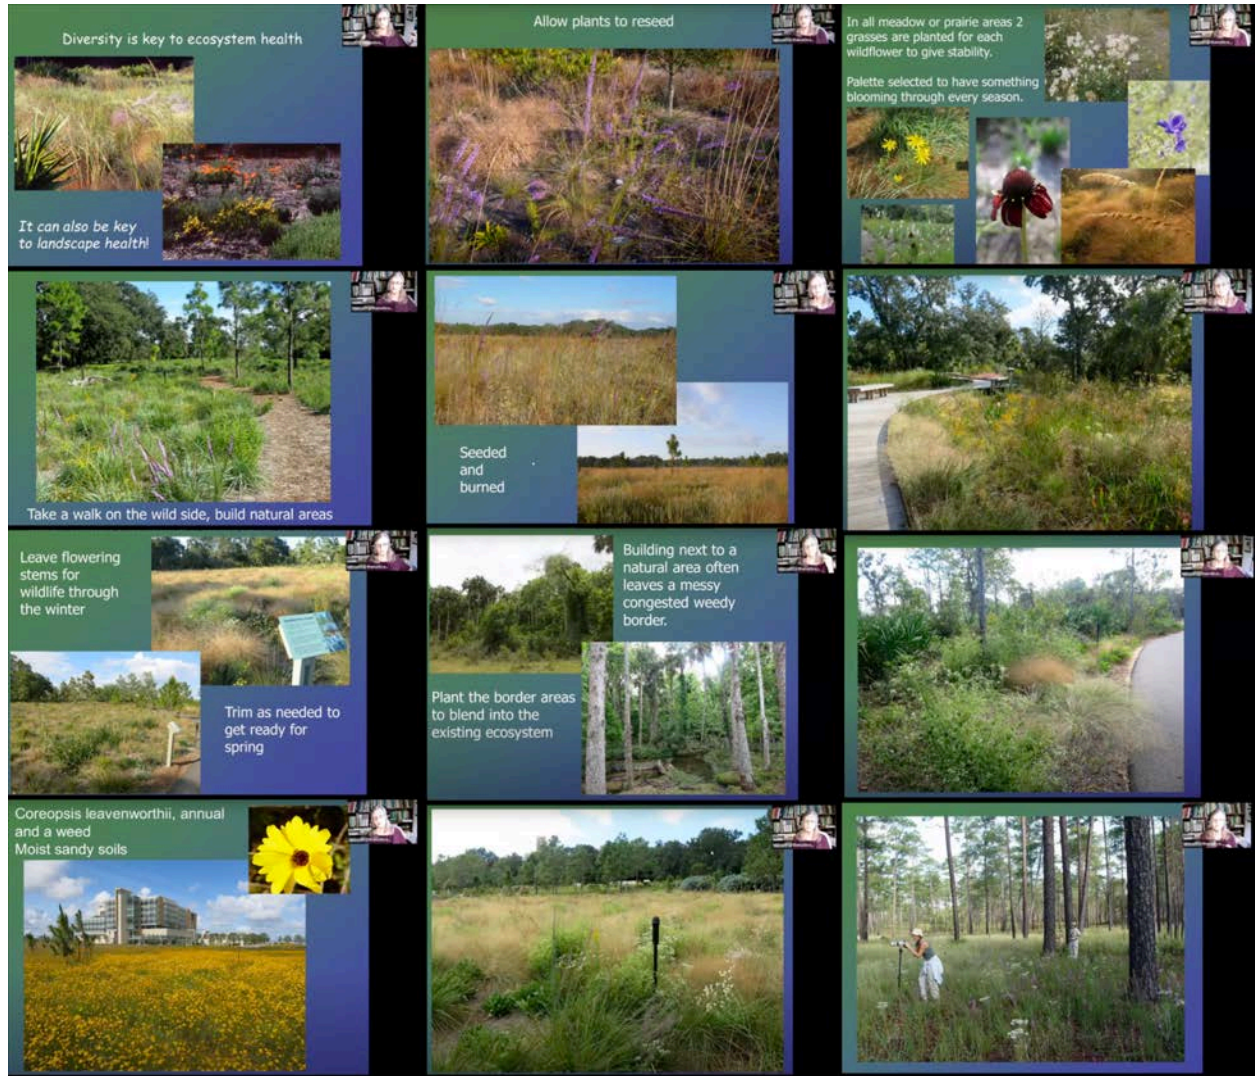 Diversity is key to ecosystem health
It can also be key
to landscape health!
Allow plants to reseed
In all meadow or prairie areas 2
grasses are planted for each
wildflower to give stability.
Palette selected to have something
blooming through every season.
Take a walk on the wild side, build natural areas
Seeded
and
burned
Leave flowering
stems for
wildlife through
the winter
Trim as needed to
get ready for
spring
Building next to a
natural area often
leaves a messy
congested weedy
border.
Plant the border areas
to blend into the
existing ecosystem
Coreopsis leavenworthii, annual
and a weed
Moist sandy soils